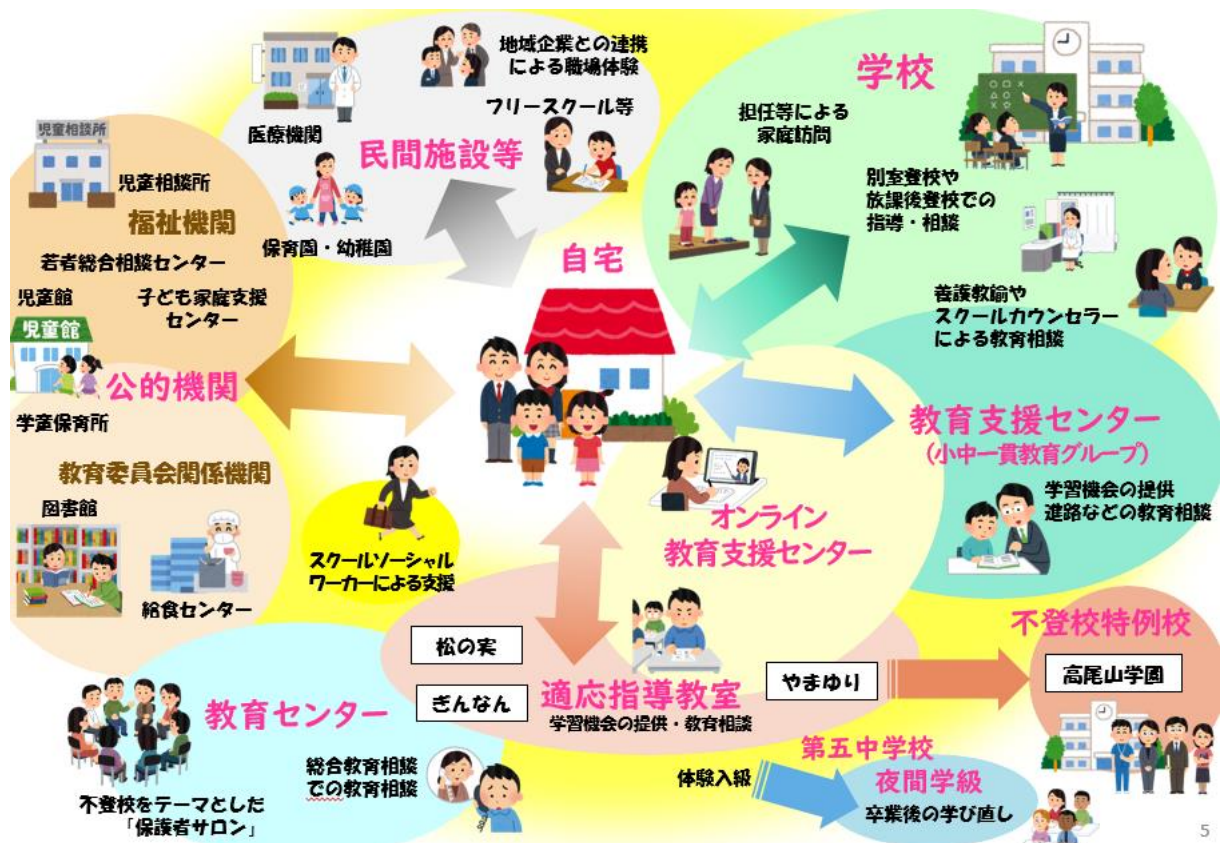 医療機関
地域企業との連携
による職場体験
フリースクール等
民間施設等
保育園・幼稚園
学校
担任等による
家庭訪問
別室登校や
放課後登校での
指導・相談
養護教諭や
スクールカウンセラー
による教育相談
児童相談所
児童相談所
福祉機関
若者総合相談センター
児童館
子ども家庭支援
センター
児童館
公的機関
学童保育所
教育委員会関係機関
図書館
給食センター
自宅
スクールソーシャル
ワーカーによる支援
教育支援センター
(小中一貫教育グループ)
学習機会の提供
進路などの教育相談
オンライン
教育支援センター
松の実
ぎんなん
適応指導教室
学習機会の提供・教育相談
やまゆり
不登校特例校
高尾山学園
教育センター
不登校をテーマとした
「保護者サロン」
総合教育相談
での教育相談
体験入級
第五中学校
夜間学級
卒業後の学び直し
5